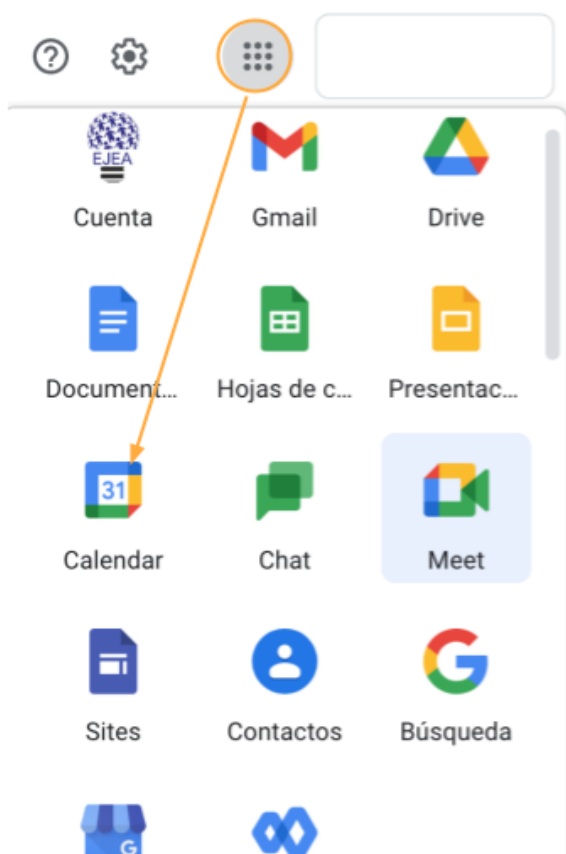 EJEA
Cuenta Gmail Drive
Document... Hojas de c... Presentac...
31
Calendar Chat Meet
Sites Contactos Búsqueda
G